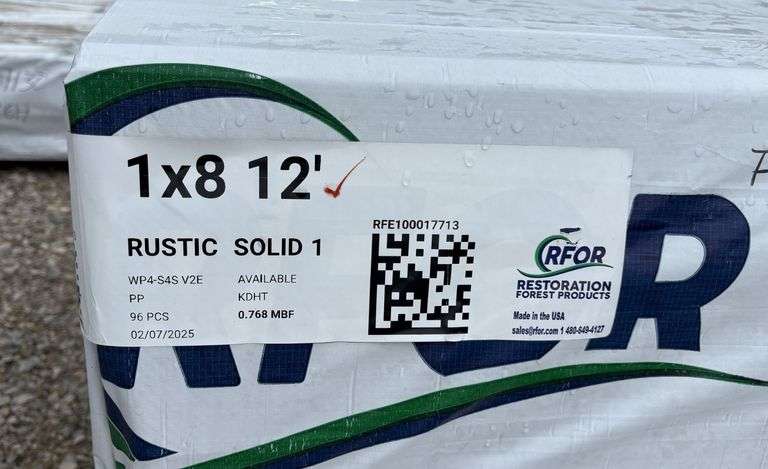 1x8 12'
RFE100017713
RUSTIC SOLID 1
RFOR
WP4-S4S V2E AVAILABLE
PP KDHT
RESTORATION
FOREST PRODUCTS
96 PCS 0.768 MBF
Made in the USA
02/07/2025
sales@rfor.com 1 480-649-4127
RFOR